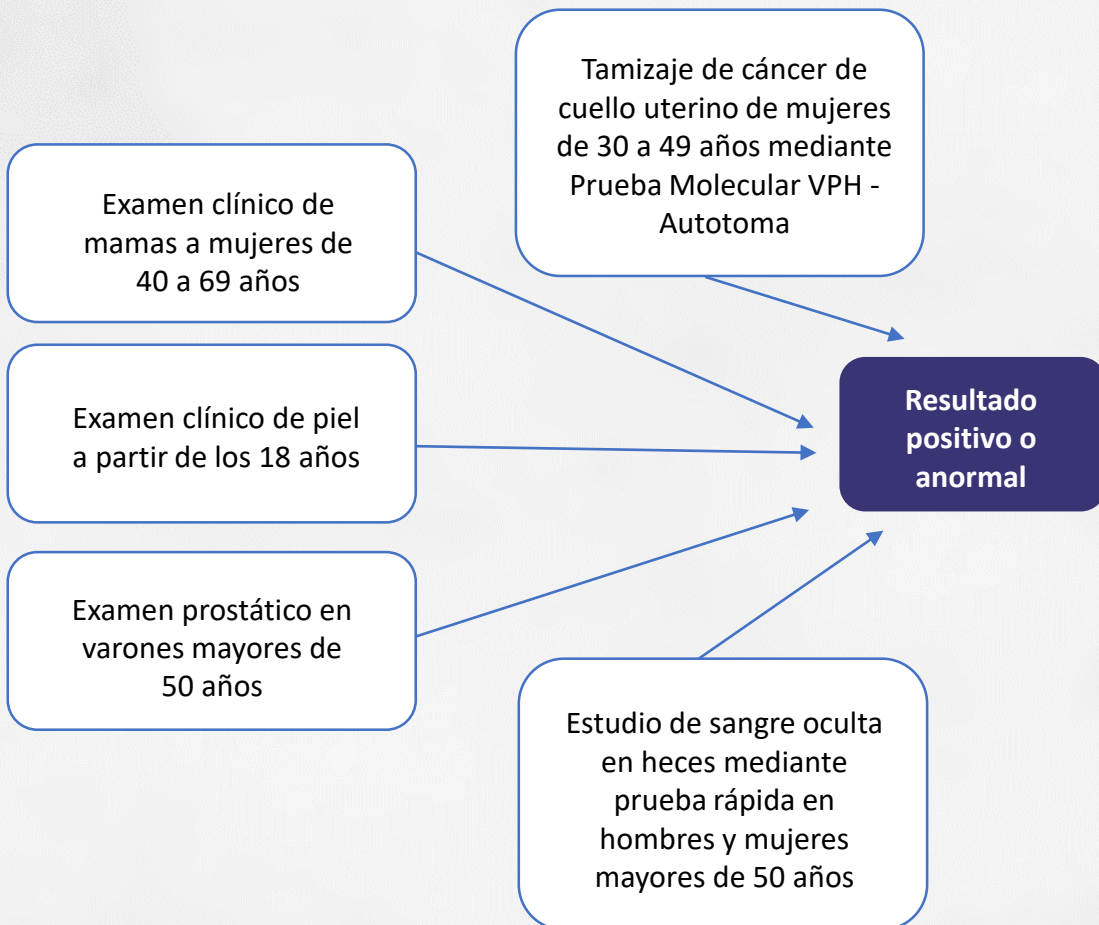 Tamizaje de cáncer de
cuello uterino de mujeres
de 30 a 49 años mediante
Prueba Molecular VPH -
Autotoma
Examen clínico de
mamas a mujeres de
40 a 69 años
Examen clínico de piel
a partir de los 18 años
Examen prostático en
varones mayores de
50 años
Estudio de sangre oculta
en heces mediante
prueba rápida en
hombres y mujeres
mayores de 50 años
Resultado
positivo o
anormal